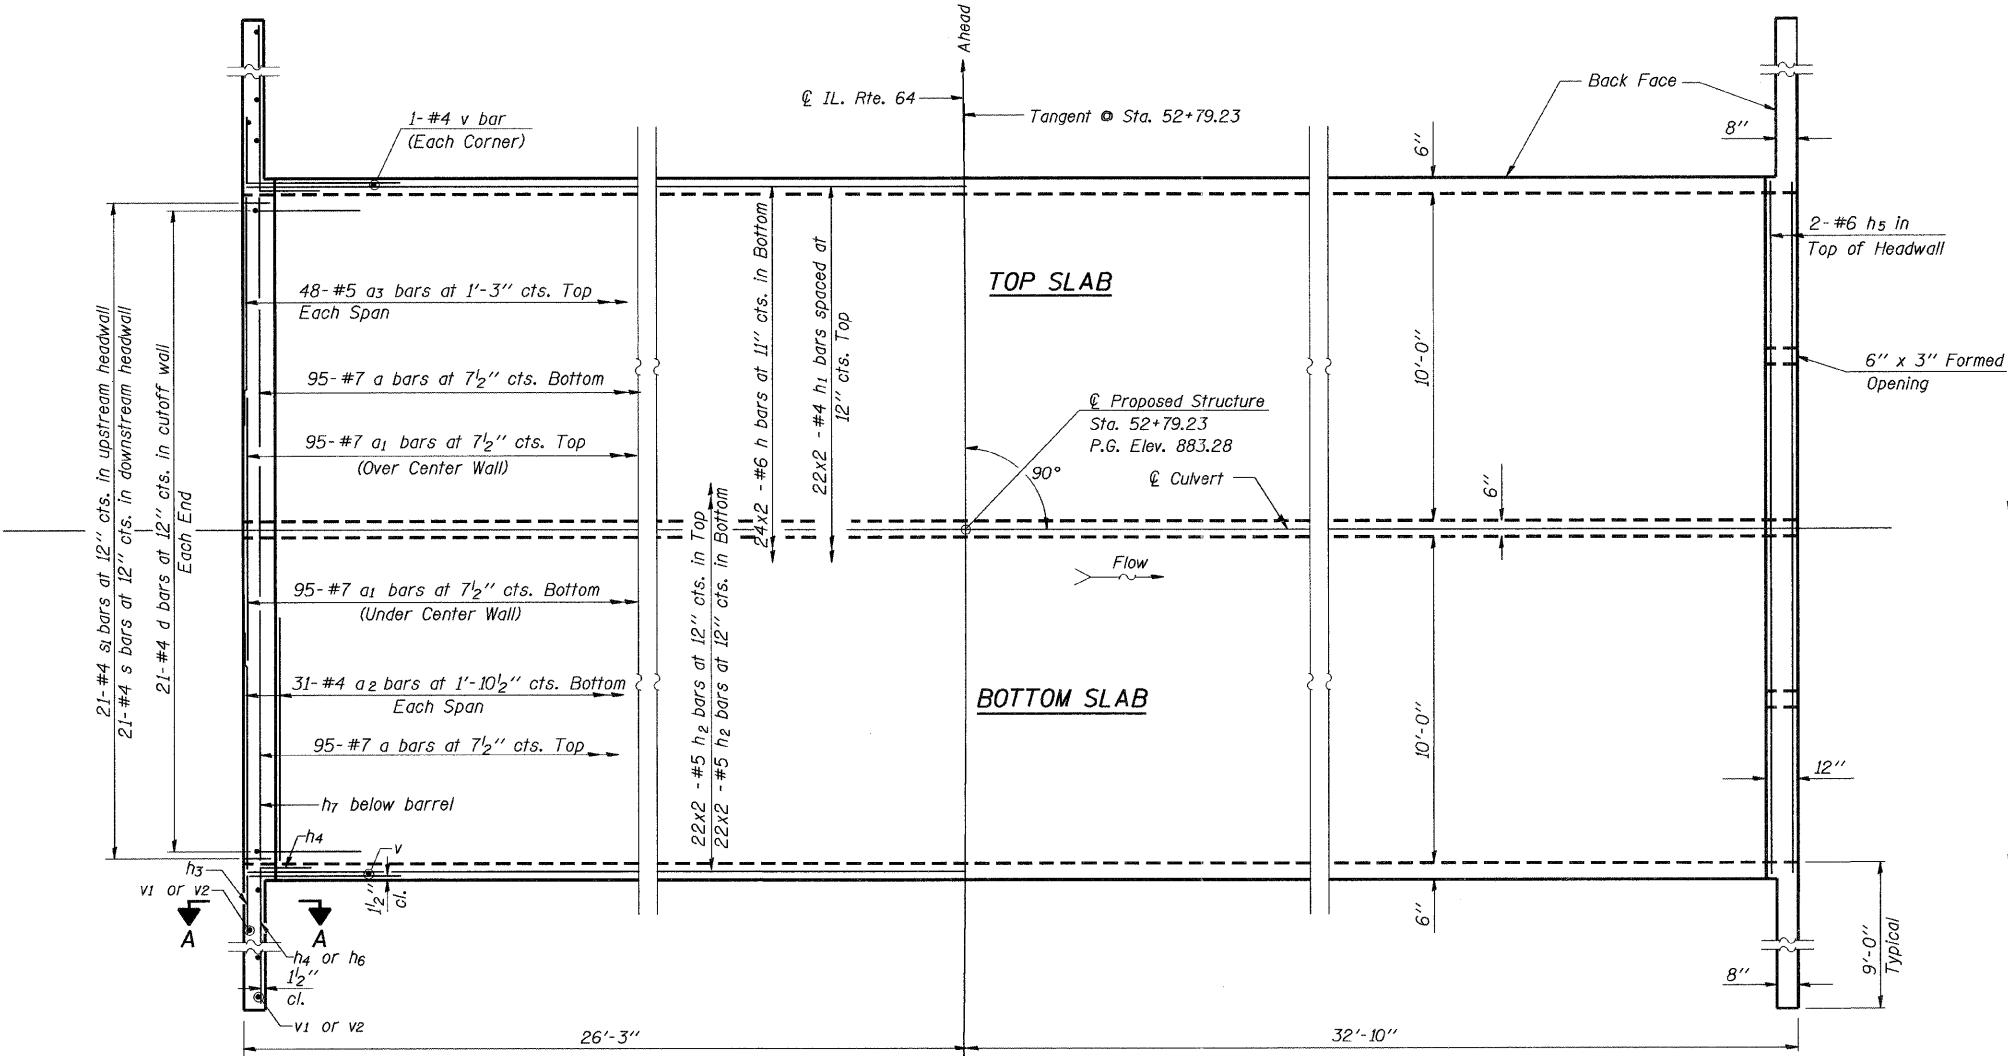 Ahead
℄ IL. Rte. 64
Tangent @ Sta. 52+79.23
Back Face
8"
6"
1-#4 v bar
(Each Corner)
2-#6 h5 in
Top of Headwall
TOP SLAB
48-#5 a3 bars at 1'-3" cts. Top
Each Span
95-#7 a bars at 7½" cts. Bottom
95-#7 a1 bars at 7½" cts. Top
(Over Center Wall)
24x2 - #6 h bars at 11" cts. in Bottom
22x2 - #4 h1 bars spaced at
12" cts. Top
10'-0"
6" x 3" Formed
Opening
℄ Proposed Structure
Sta. 52+79.23
P.G. Elev. 883.28
90°
℄ Culvert
6"
Flow
21-#4 s1 bars at 12" cts. in upstream headwall
21-#4 s bars at 12" cts. in downstream headwall
21-#4 d bars at 12" cts. in cutoff wall
Each End
95-#7 a1 bars at 7½" cts. Bottom
(Under Center Wall)
31-#4 a2 bars at 1'-10½" cts. Bottom
Each Span
95-#7 a bars at 7½" cts. Top
22x2 - #5 h2 bars at 12" cts. in Top
22x2 - #5 h2 bars at 12" cts. in Bottom
BOTTOM SLAB
10'-0"
12"
h7 below barrel
h4
v
h3
v1 or v2
1½"
cl.
A
A
h4 or h6
1½"
cl.
v1 or v2
6"
8"
9'-0"
Typical
26'-3"
32'-10"